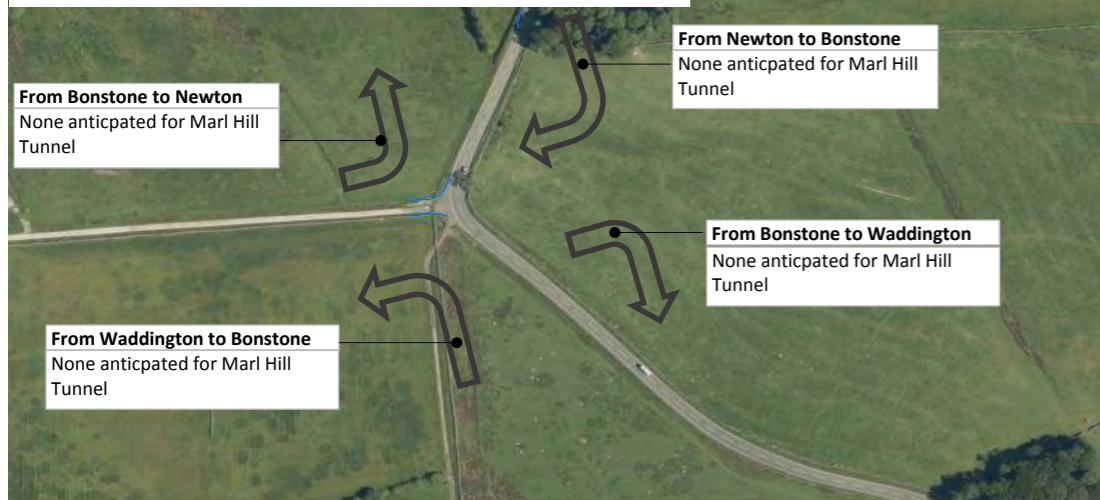 From Newton to Bonstone
None anticpated for Marl Hill
Tunnel
From Bonstone to Newton
None anticpated for Marl Hill
Tunnel
From Bonstone to Waddington
None anticpated for Marl Hill
Tunnel
From Waddington to Bonstone
None anticpated for Marl Hill
Tunnel